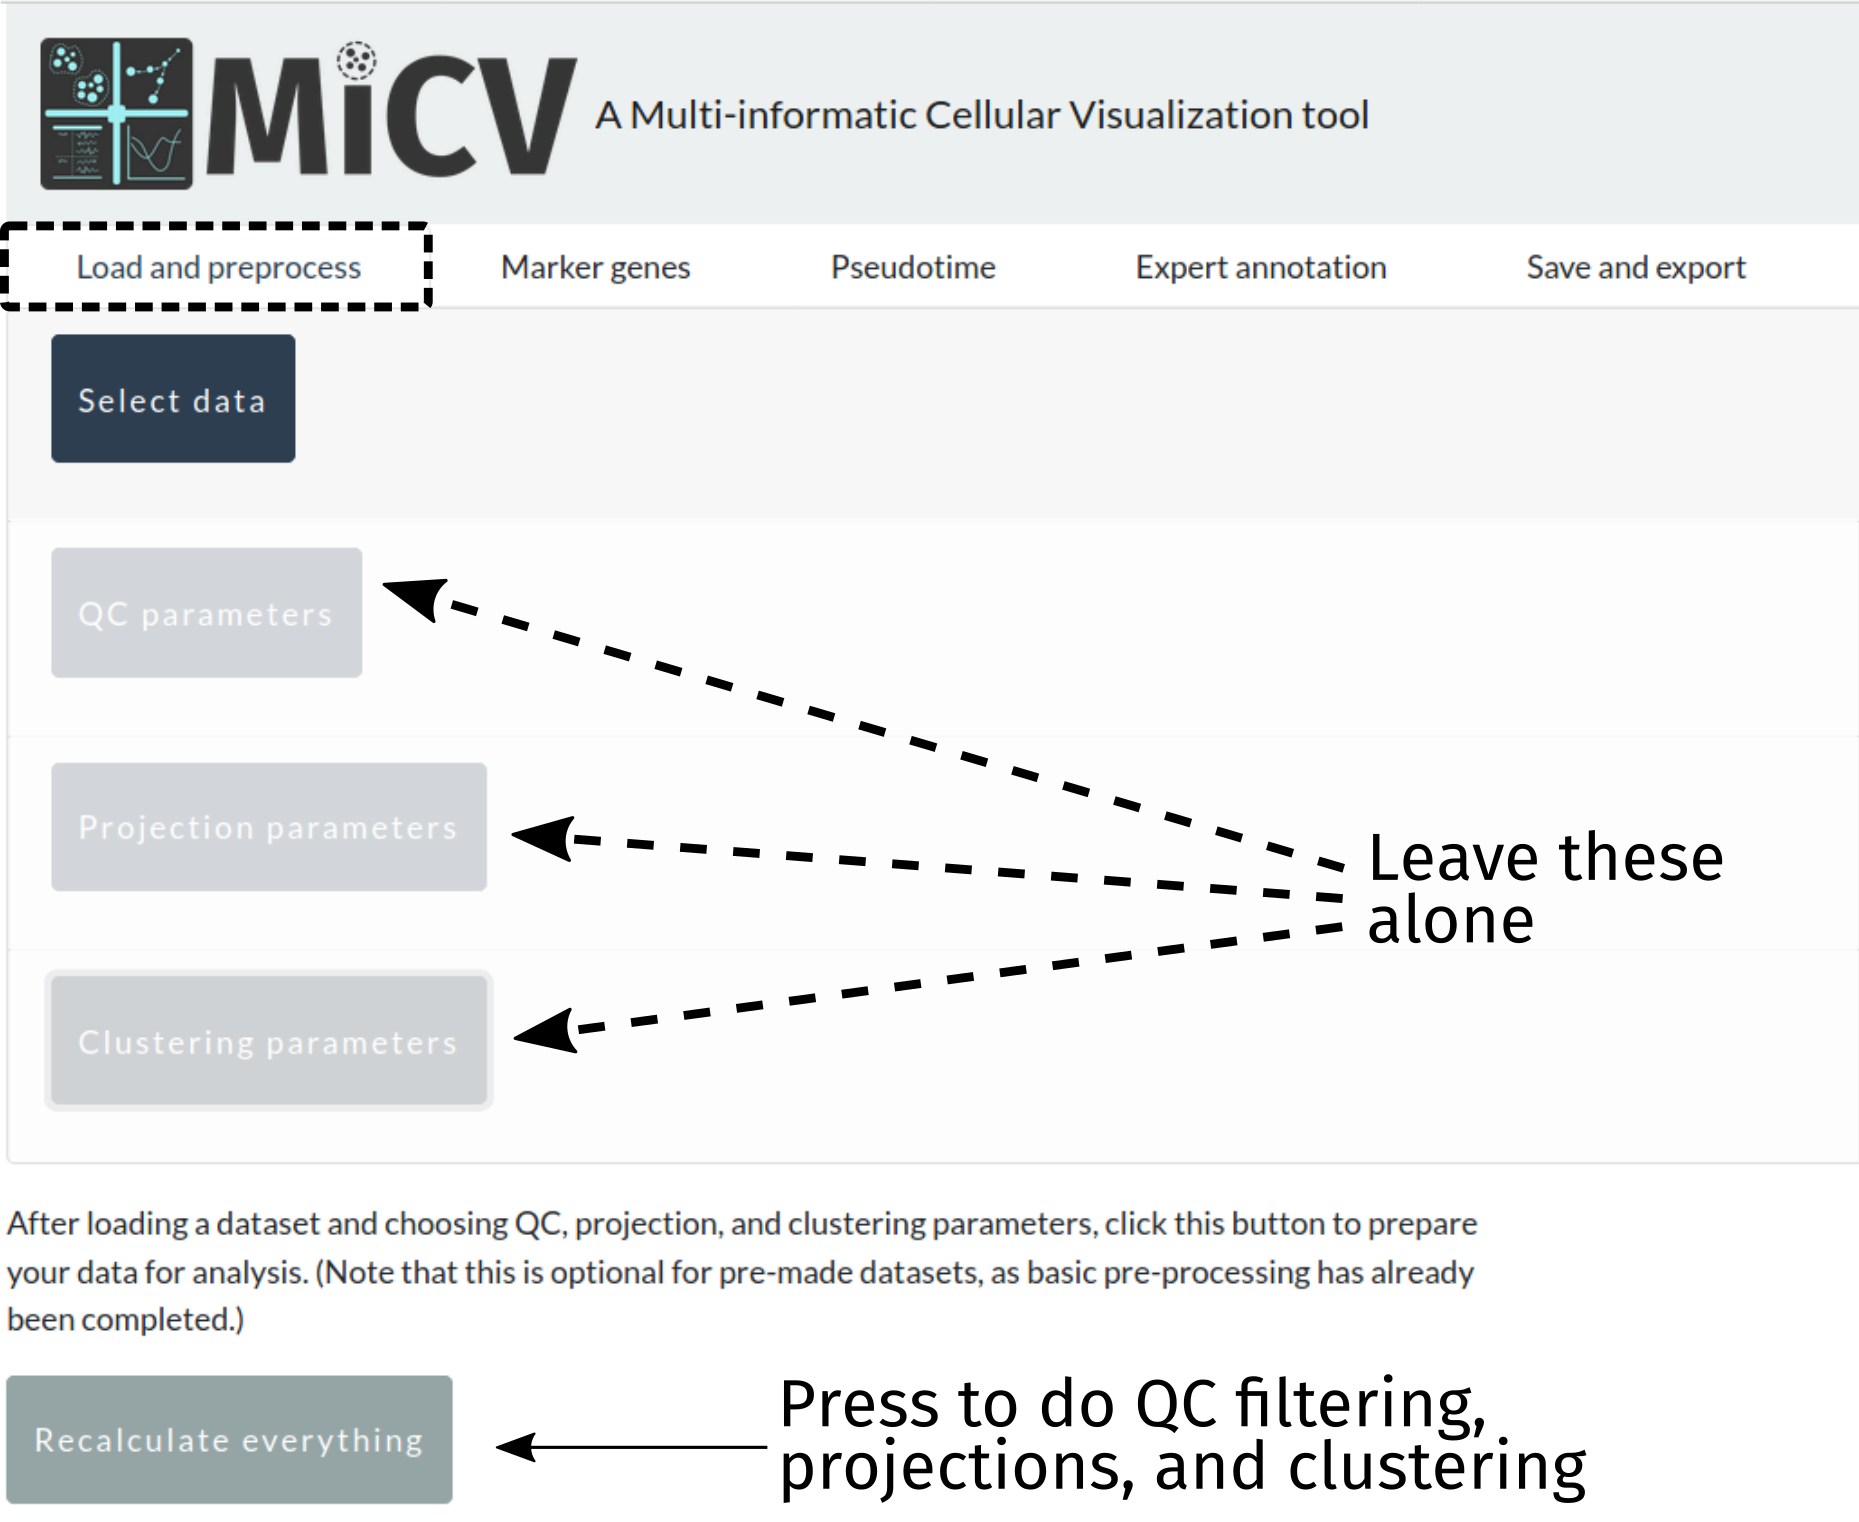 MiCV
A Multi-informatic Cellular Visualization tool
Load and preprocess
Marker genes
Pseudotime
Expert annotation
Save and export
Select data
QC parameters
Projection parameters
Leave these
alone
Clustering parameters
After loading a dataset and choosing QC, projection, and clustering parameters, click this button to prepare
your data for analysis. (Note that this is optional for pre-made datasets, as basic pre-processing has already
been completed.)
Recalculate everything
Press to do QC filtering,
projections, and clustering